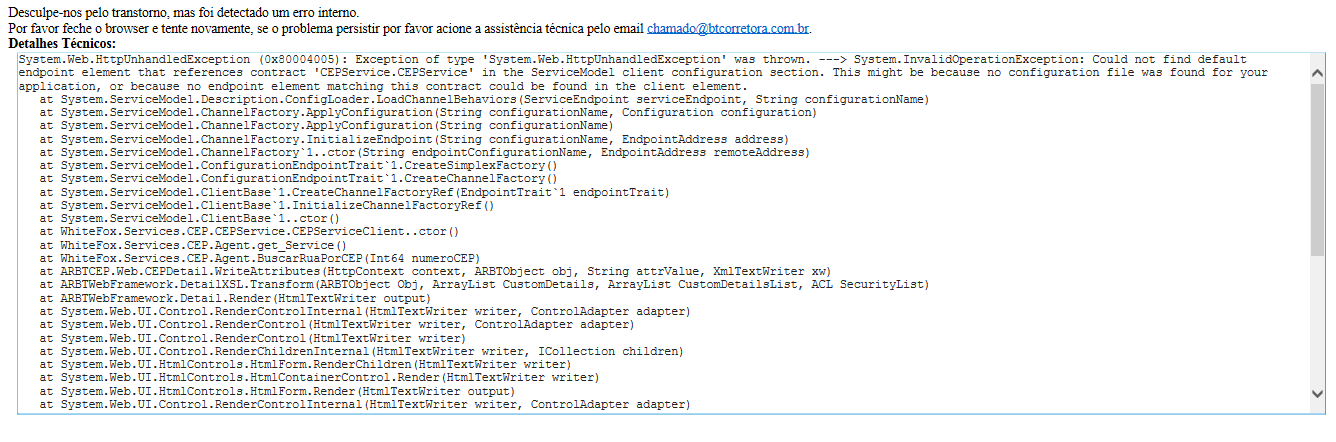 Desculpe-nos pelo transtorno, mas foi detectado um erro interno.
Por favor feche o browser e tente novamente, se o problema persistir por favor acione a assistência técnica pelo email chamado@btcorretora.com.br.
Detalhes Técnicos:
System.Web.HttpUnhandledException (0x80004005): Exception of type 'System.Web.HttpUnhandledException' was thrown. ---> System.InvalidOperationException: Could not find default
endpoint element that references contract 'CEPService.CEPService' in the ServiceModel client configuration section. This might be because no configuration file was found for your
application, or because no endpoint element matching this contract could be found in the client element.
at System.ServiceModel.Description.ConfigLoader.LoadChannelBehaviors(ServiceEndpoint serviceEndpoint, String configurationName)
at System.ServiceModel.ChannelFactory.ApplyConfiguration(String configurationName, Configuration configuration)
at System.ServiceModel.ChannelFactory.ApplyConfiguration(String configurationName)
at System.ServiceModel.ChannelFactory.InitializeEndpoint(String configurationName, EndpointAddress address)
at System.ServiceModel.ChannelFactory`1..ctor(String endpointConfigurationName, EndpointAddress remoteAddress)
at System.ServiceModel.ConfigurationEndpointTrait`1.CreateSimplexFactory()
at System.ServiceModel.ConfigurationEndpointTrait`1.CreateChannelFactory()
at System.ServiceModel.ClientBase`1.CreateChannelFactoryRef(EndpointTrait`1 endpointTrait)
at System.ServiceModel.ClientBase`1.InitializeChannelFactoryRef()
at System.ServiceModel.ClientBase`1..ctor()
at WhiteFox.Services.CEP.CEPService.CEPServiceClient..ctor()
at WhiteFox.Services.CEP.Agent.get_Service()
at WhiteFox.Services.CEP.Agent.BuscarRuaPorCEP(Int64 numeroCEP)
at ARBTCEP.Web.CEPDetail.WriteAttributes(HttpContext context, ARBTObject obj, String attrValue, XmlTextWriter xw)
at ARBTWebFramework.DetailXSL.Transform(ARBTObject Obj, ArrayList CustomDetails, ArrayList CustomDetailsList, ACL SecurityList)
at ARBTWebFramework.Detail.Render(HtmlTextWriter output)
at System.Web.UI.Control.RenderControlInternal(HtmlTextWriter writer, ControlAdapter adapter)
at System.Web.UI.Control.RenderControl(HtmlTextWriter writer, ControlAdapter adapter)
at System.Web.UI.Control.RenderControl(HtmlTextWriter writer)
at System.Web.UI.Control.RenderChildrenInternal(HtmlTextWriter writer, ICollection children)
at System.Web.UI.HtmlControls.HtmlForm.RenderChildren(HtmlTextWriter writer)
at System.Web.UI.HtmlControls.HtmlContainerControl.Render(HtmlTextWriter writer)
at System.Web.UI.HtmlControls.HtmlForm.Render(HtmlTextWriter output)
at System.Web.UI.Control.RenderControlInternal(HtmlTextWriter writer, ControlAdapter adapter)